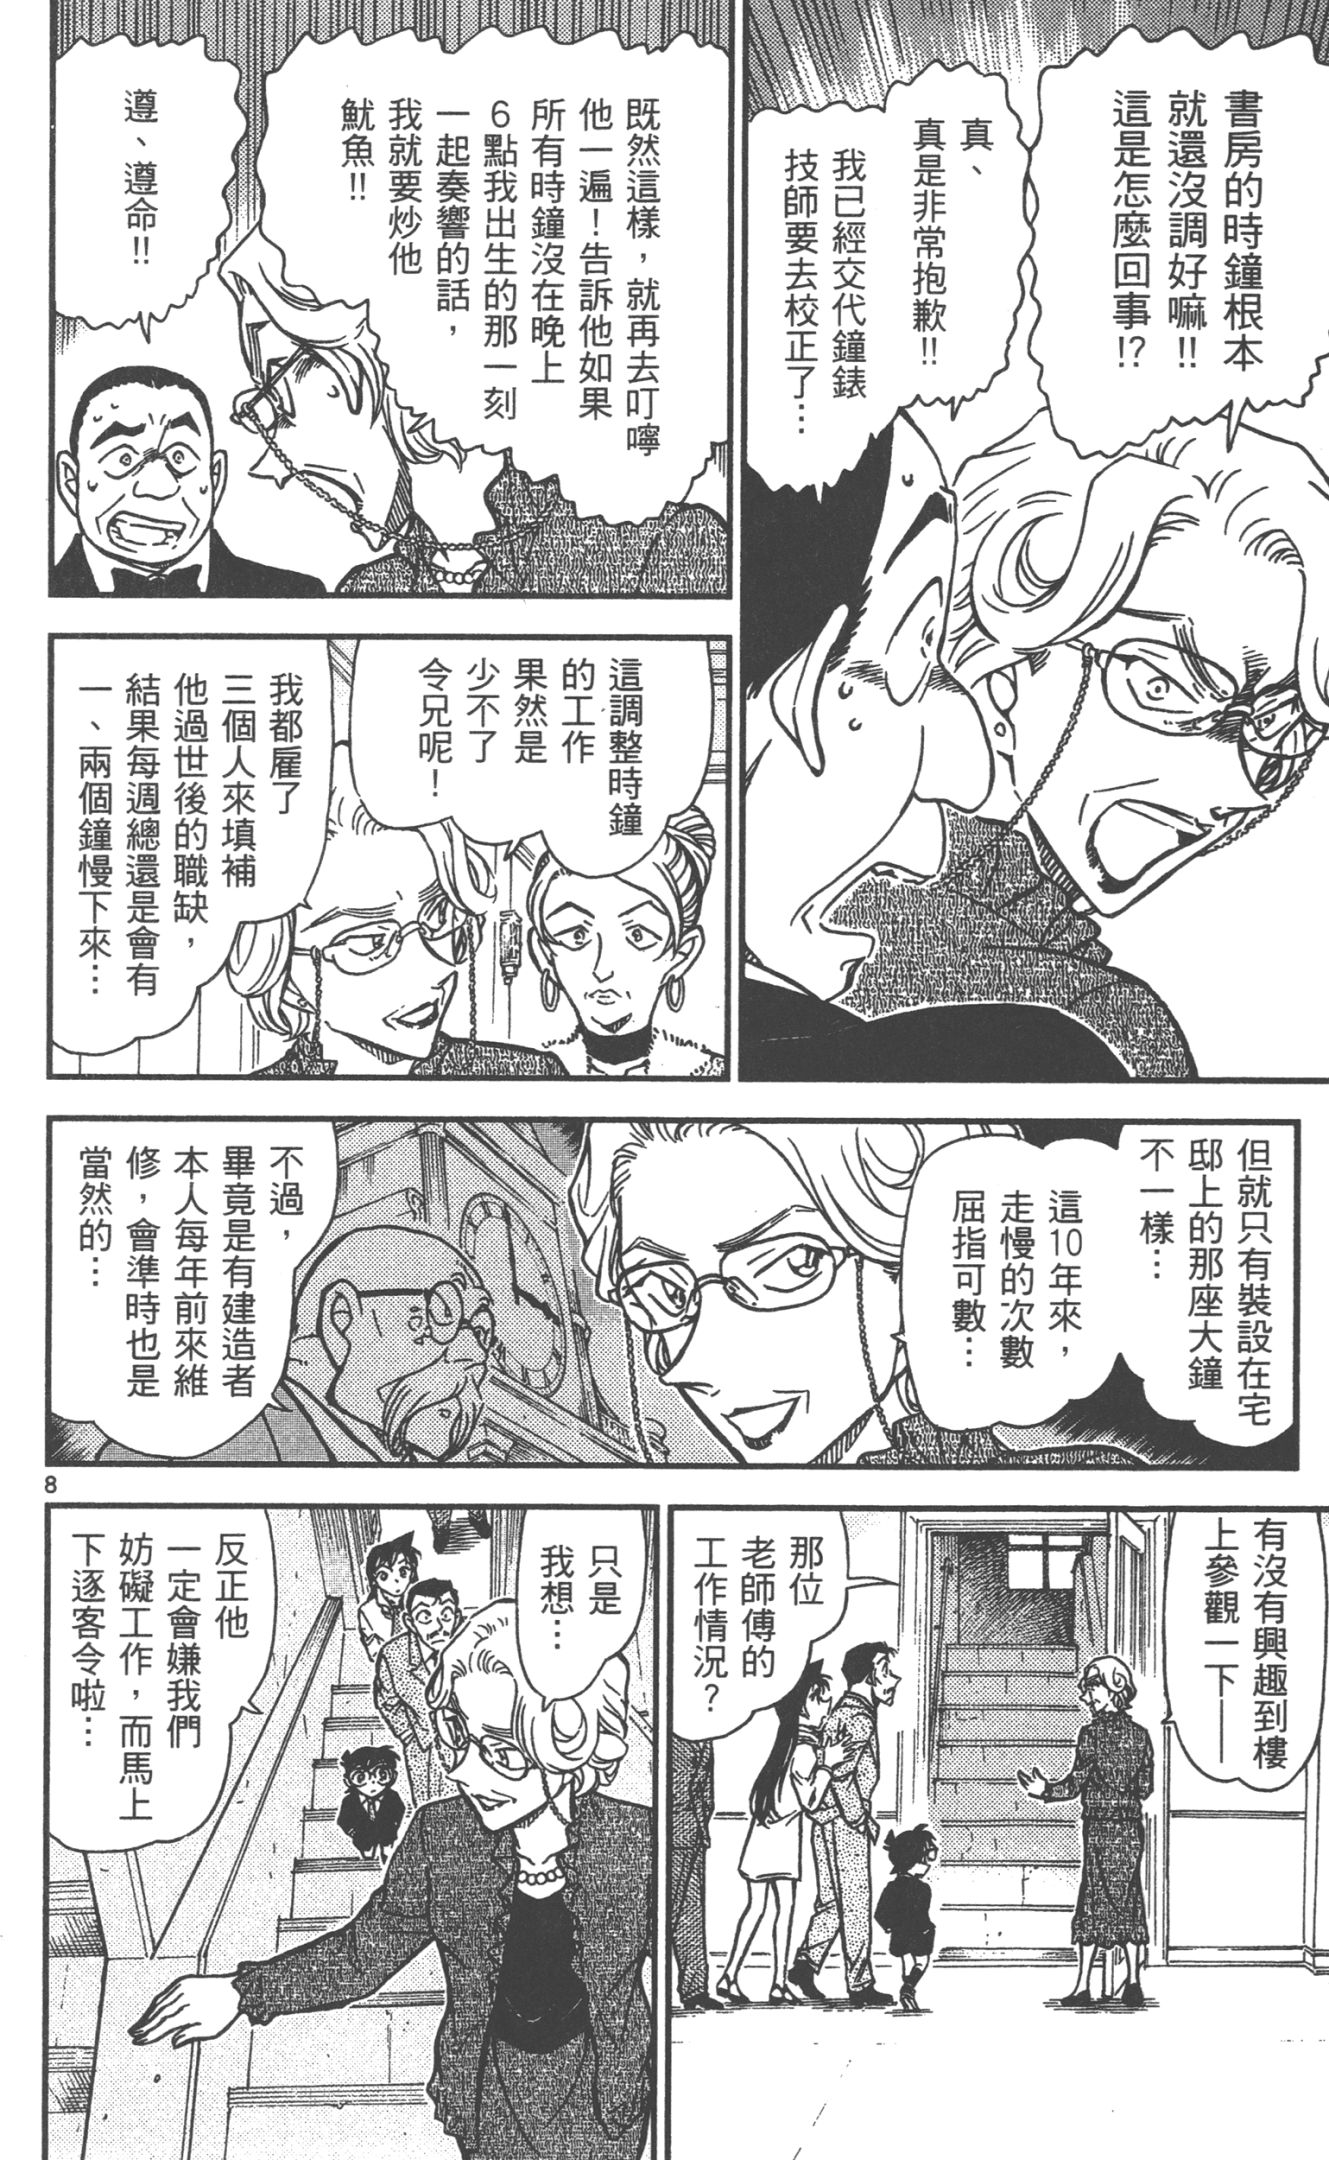 書房的時鐘根本
就還沒調好嘛!!
這是怎麼回事!?
真、
真是非常抱歉!!
我已經交代鐘錶
技師要去校正了…
既然這樣，就再去叮嚀
他一遍！告訴他如果
所有時鐘沒在晚上
6點我出生的那一刻
一起奏響的話，
我就要炒他
魷魚!!
遵、遵命!!
這調整時鐘
的工作
果然是
少不了
令兄呢！
我都雇了
三個人來填補
他過世後的職缺，
結果每週總還是會有
一、兩個鐘慢下來…
但就只有裝設在宅
邸上的那座大鐘
不一樣…
這10年來，
走慢的次數
屈指可數…
不過，
畢竟是有建造者
本人每年前來維
修，會準時也是
當然的…
有沒有興趣到樓
上參觀一下——
那位
老師傅的
工作情況？
只是
我想…
反正他
一定會嫌我們
妨礙工作，而馬上
下逐客令啦…
8